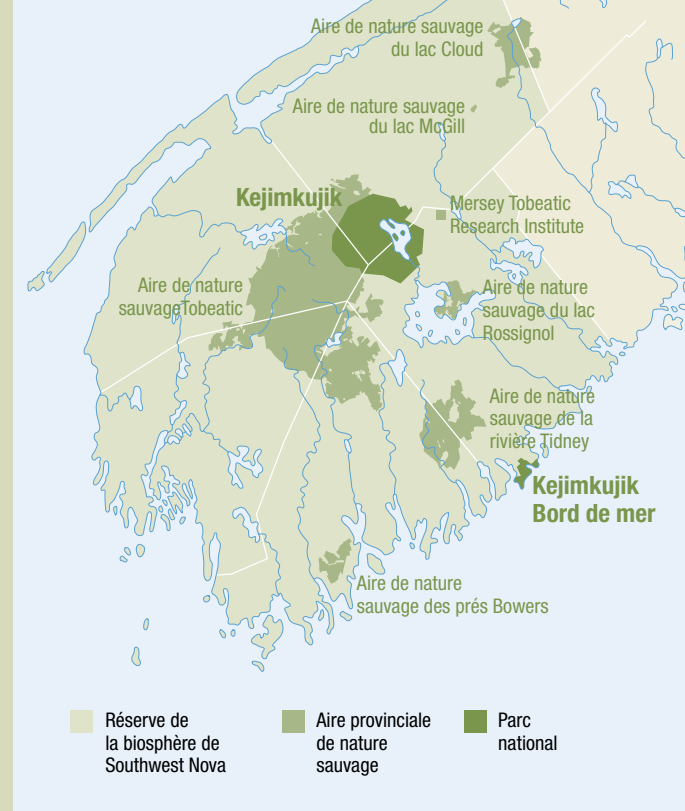 Aire de nature sauvage
du lac Cloud
Aire de nature sauvage
du lac McGill
Kejimkujik
Mersey Tobeatic
Research Institute
Aire de nature
sauvageTobeatic
Aire de nature
sauvage du lac
Rossignol
Aire de nature
sauvage de la
rivière Tidney
Kejimkujik
Bord de mer
Aire de nature
sauvage des prés Bowers
Réserve de
la biosphère de
Southwest Nova
Aire provinciale
de nature
sauvage
Parc
national